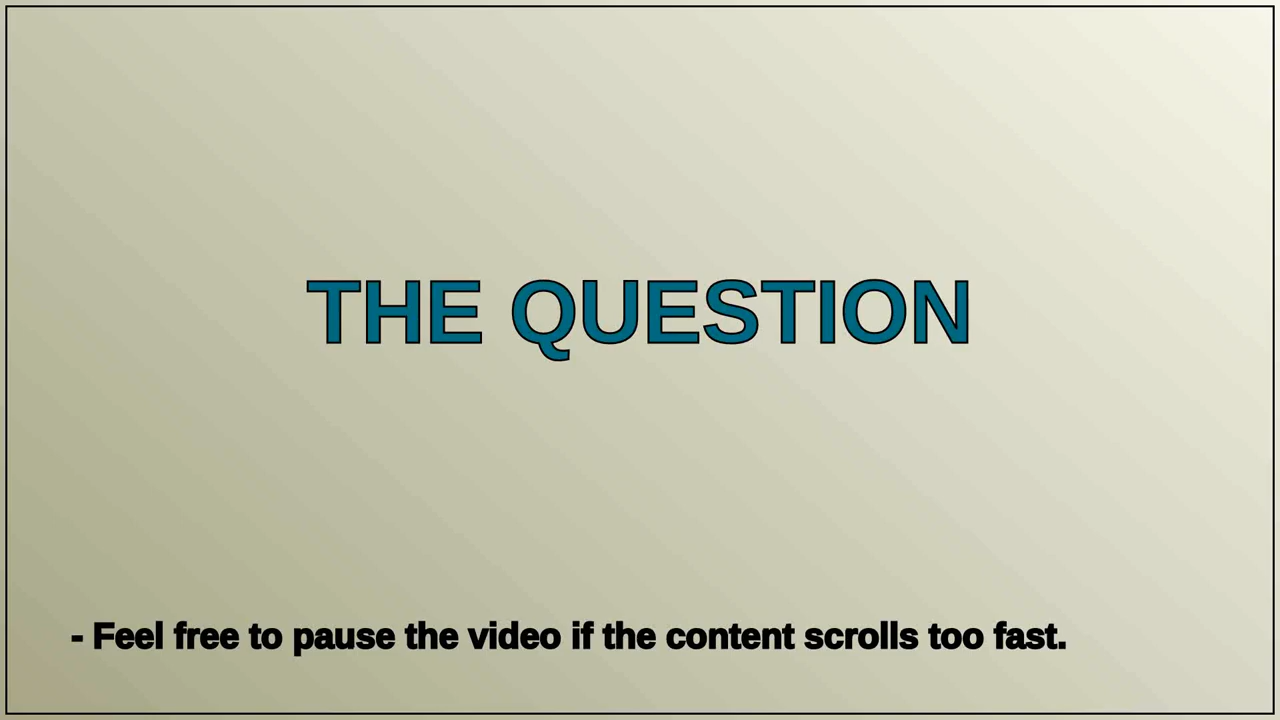 THE QUESTION
- Feel free to pause the video if the content scrolls too fast.